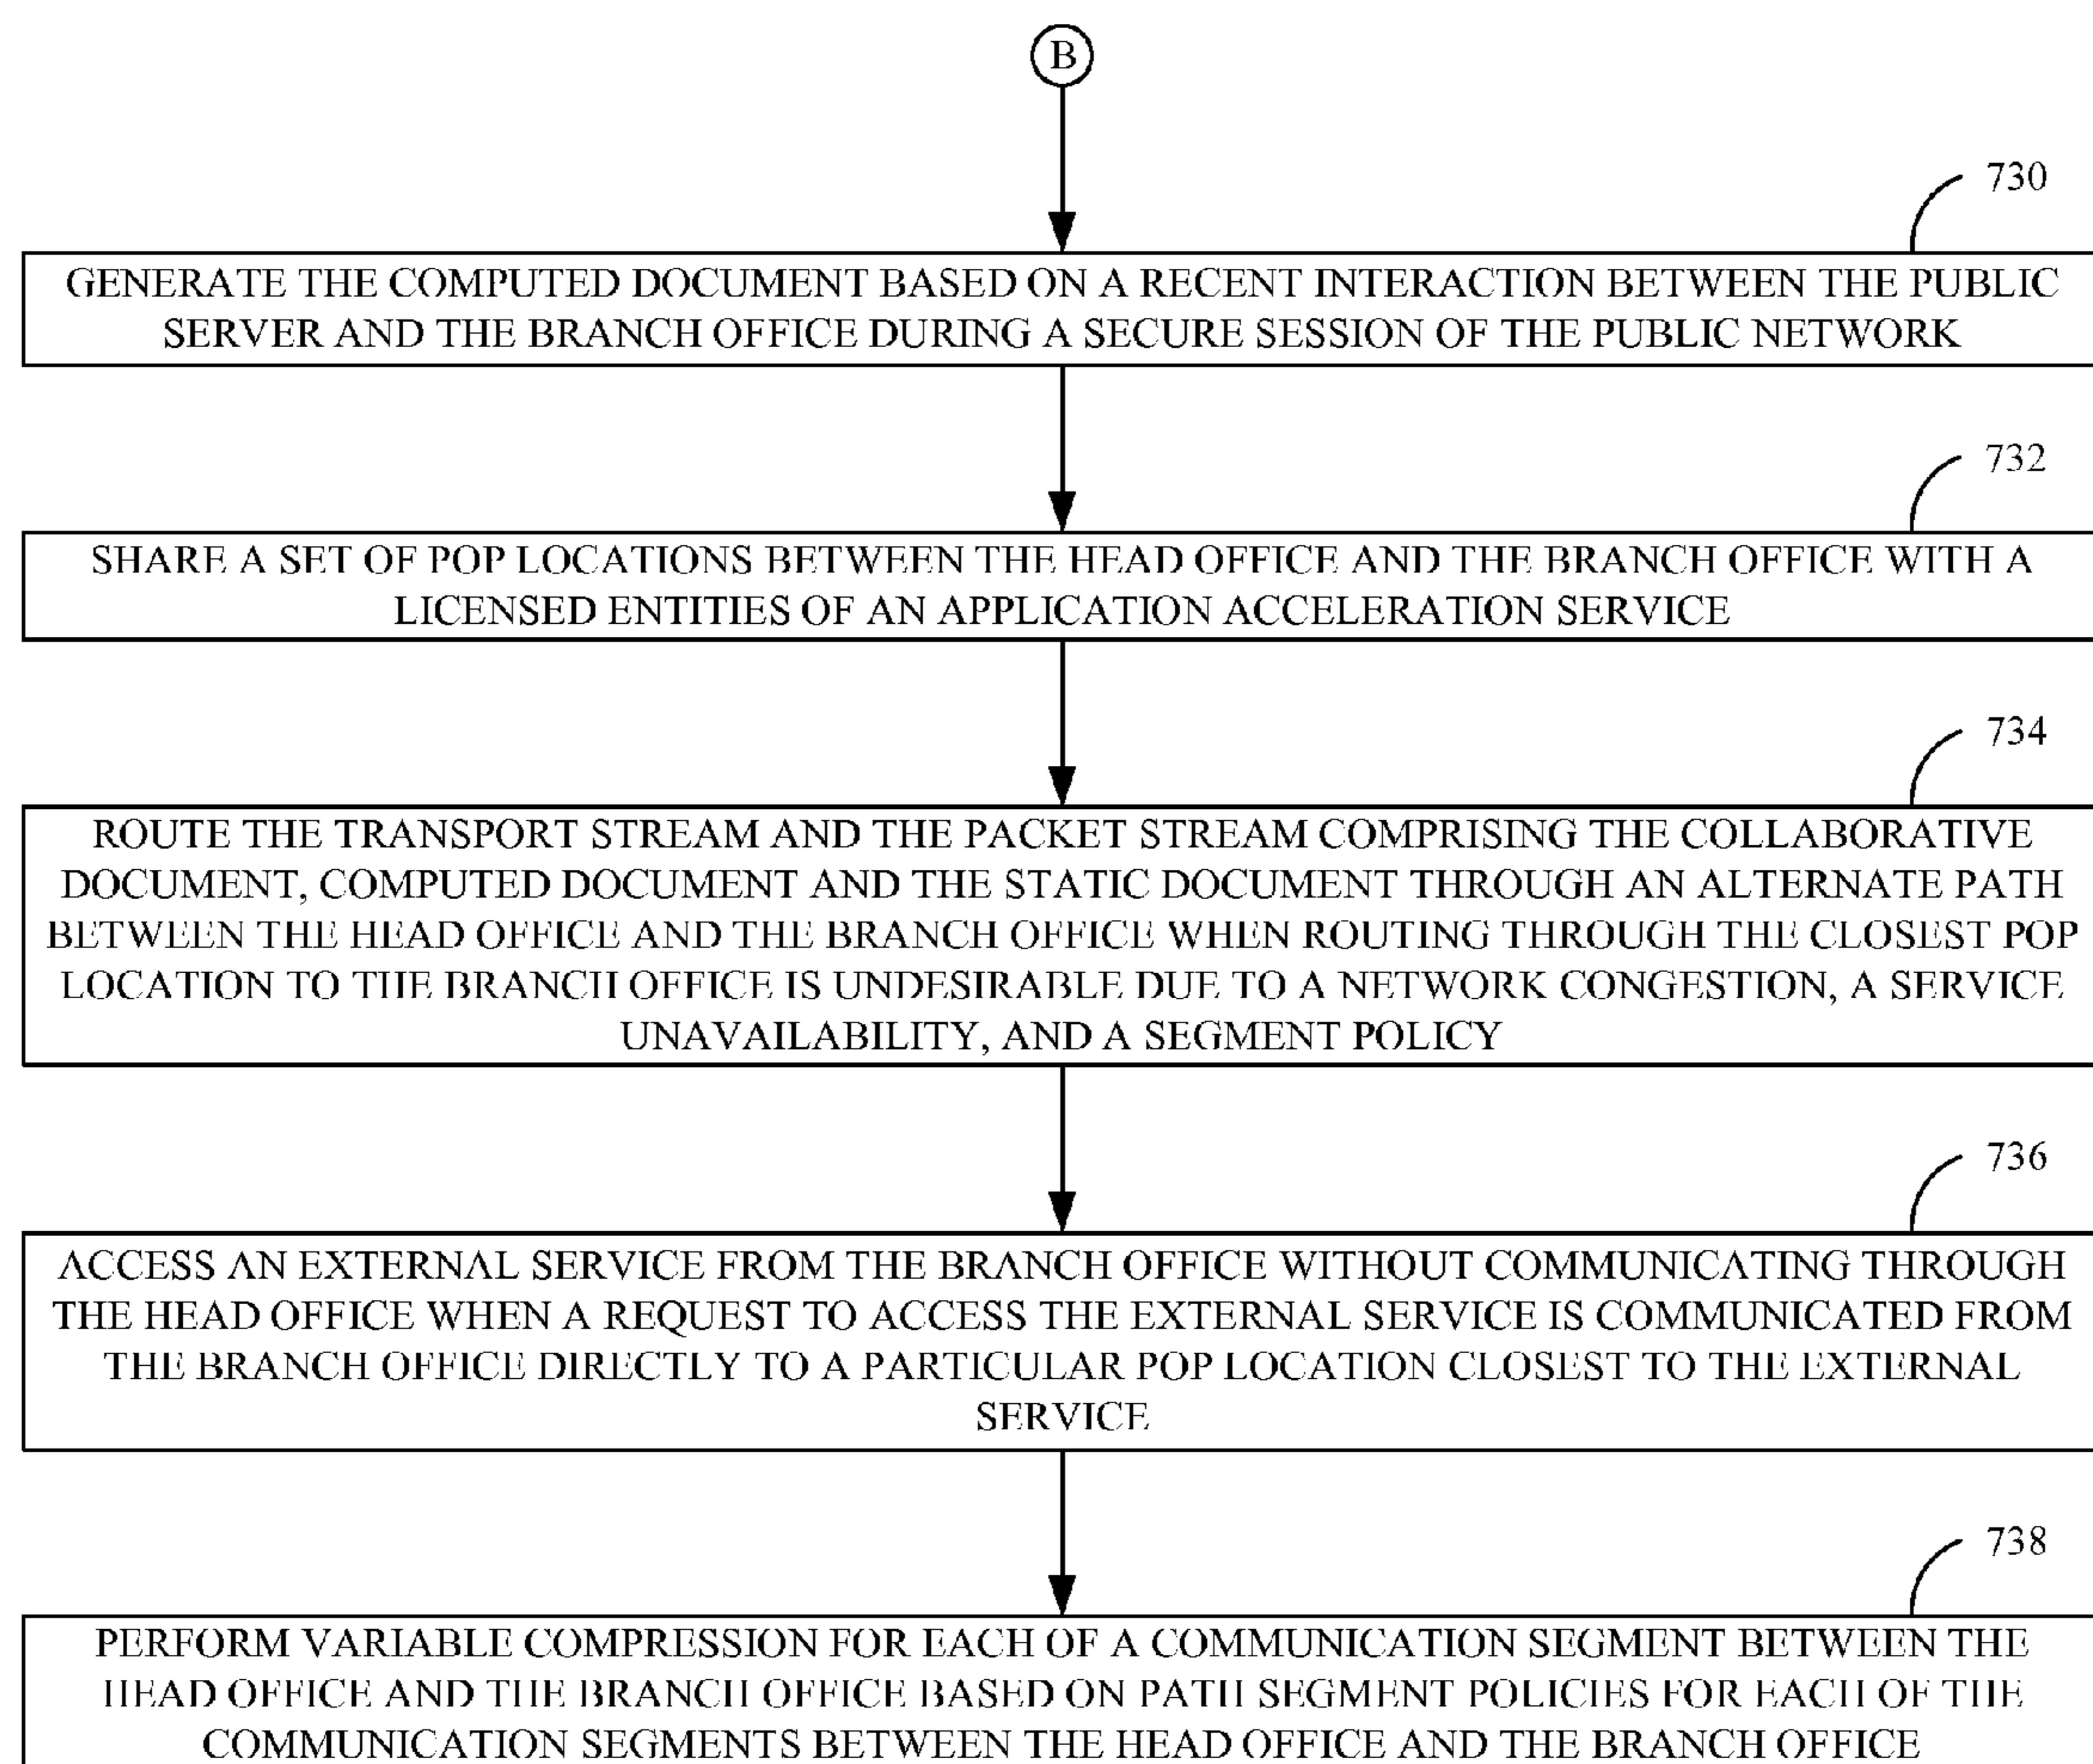 B
730
GENERATE THE COMPUTED DOCUMENT BASED ON A RECENT INTERACTION BETWEEN THE PUBLIC
SERVER AND THE BRANCH OFFICE DURING A SECURE SESSION OF THE PUBLIC NETWORK
732
SHARE A SET OF POP LOCATIONS BETWEEN THE HEAD OFFICE AND THE BRANCH OFFICE WITH A
LICENSED ENTITIES OF AN APPLICATION ACCELERATION SERVICE
734
ROUTE THE TRANSPORT STREAM AND THE PACKET STREAM COMPRISING THE COLLABORATIVE
DOCUMENT, COMPUTED DOCUMENT AND THE STATIC DOCUMENT THROUGH AN ALTERNATE PATH
BETWEEN THE HEAD OFFICE AND THE BRANCH OFFICE WHEN ROUTING THROUGH THE CLOSEST POP
LOCATION TO THE BRANCH OFFICE IS UNDESIRABLE DUE TO A NETWORK CONGESTION, A SERVICE
UNAVAILABILITY, AND A SEGMENT POLICY
736
ACCESS AN EXTERNAL SERVICE FROM THE BRANCH OFFICE WITHOUT COMMUNICATING THROUGH
THE HEAD OFFICE WHEN A REQUEST TO ACCESS THE EXTERNAL SERVICE IS COMMUNICATED FROM
THE BRANCH OFFICE DIRECTLY TO A PARTICULAR POP LOCATION CLOSEST TO THE EXTERNAL
SERVICE
738
PERFORM VARIABLE COMPRESSION FOR EACH OF A COMMUNICATION SEGMENT BETWEEN THE
HEAD OFFICE AND THE BRANCH OFFICE BASED ON PATH SEGMENT POLICIES FOR EACH OF THE
COMMUNICATION SEGMENTS BETWEEN THE HEAD OFFICE AND THE BRANCH OFFICE